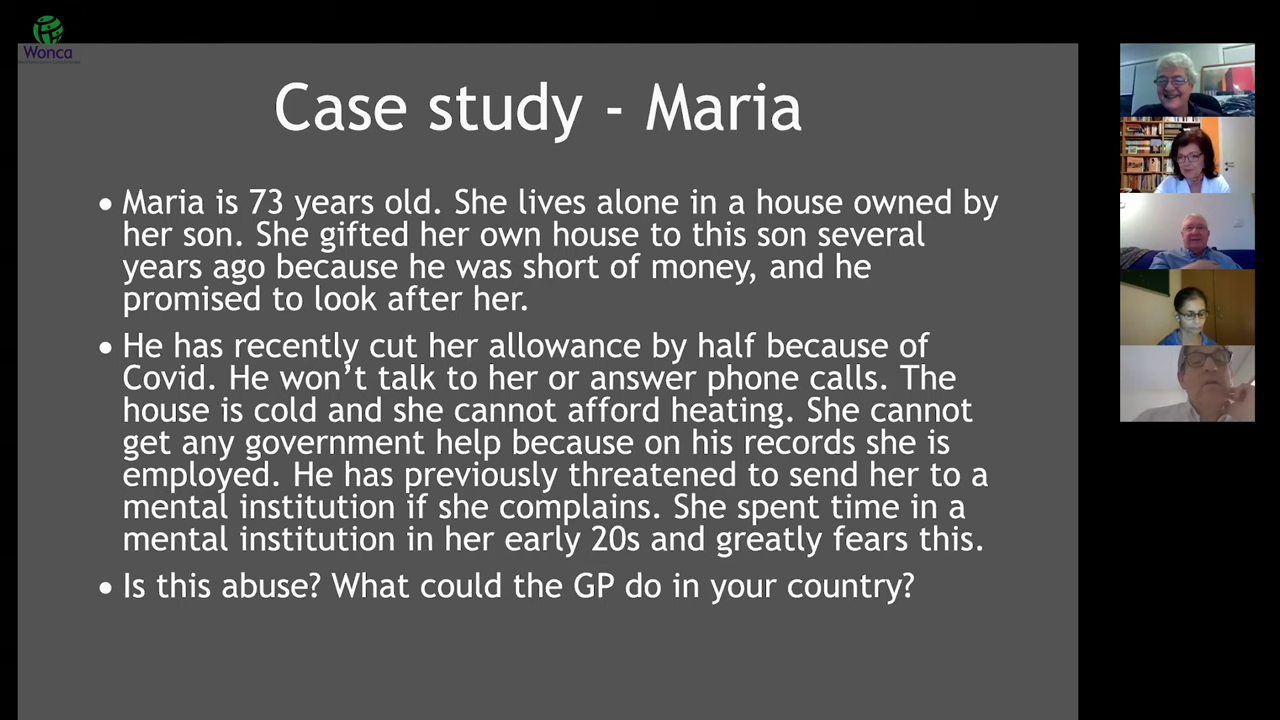 Wonca
Case study - Maria
• Maria is 73 years old. She lives alone in a house owned by
her son. She gifted her own house to this son several
years ago because he was short of money, and he
promised to look after her.
• He has recently cut her allowance by half because of
Covid. He won’t talk to her or answer phone calls. The
house is cold and she cannot afford heating. She cannot
get any government help because on his records she is
employed. He has previously threatened to send her to a
mental institution if she complains. She spent time in a
mental institution in her early 20s and greatly fears this.
• Is this abuse? What could the GP do in your country?